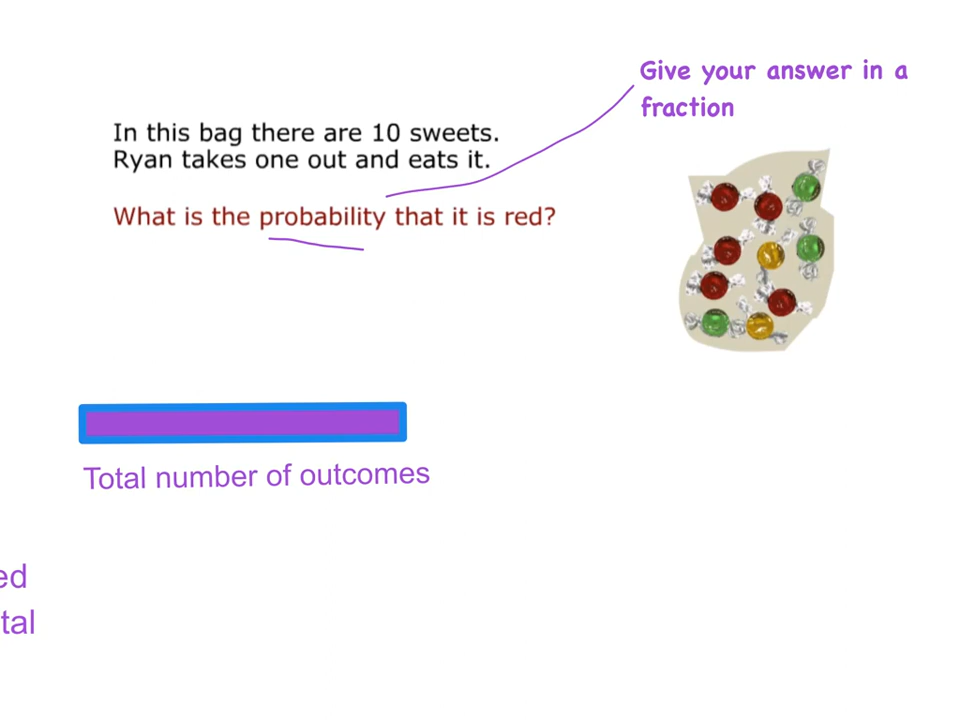 Give your answer in a
fraction
In this bag there are 10 sweets.
Ryan takes one out and eats it.
What is the probability that it is red?
Total number of outcomes
ed
tal